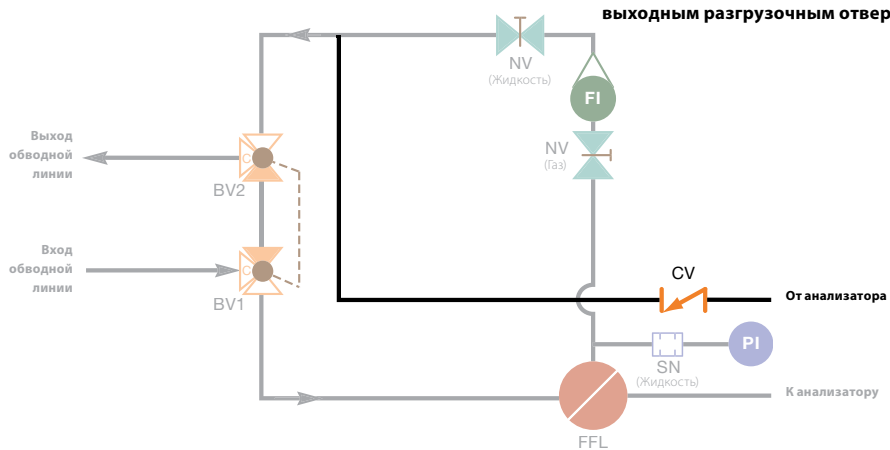 выходным разгрузочным отвер
NV
(Жидкость)
FI
NV
(Газ)
Выход
обводной
линии
C
BV2
Вход
обводной
линии
C
BV1
CV
От анализатора
PI
SN
(Жидкость)
К анализатору
FFL